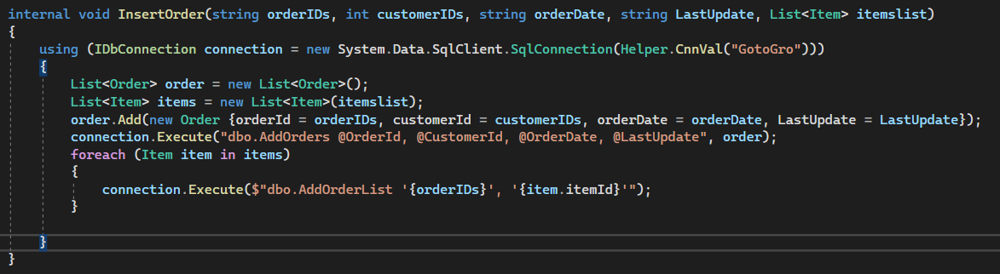 internal void InsertOrder(string orderIDs, int customerIDs, string orderDate, string LastUpdate, List<Item> itemslist)
{
    using (IDbConnection connection = new System.Data.SqlClient.SqlConnection(Helper.CnnVal("GotoGro")))
    {
        List<Order> order = new List<Order>();
        List<Item> items = new List<Item>(itemslist);
        order.Add(new Order {orderId = orderIDs, customerId = customerIDs, orderDate = orderDate, LastUpdate = LastUpdate});
        connection.Execute("dbo.AddOrders @OrderId, @CustomerId, @OrderDate, @LastUpdate", order);
        foreach (Item item in items)
        {
            connection.Execute($"dbo.AddOrderList '{orderIDs}', '{item.itemId}'");
        }
    }
}